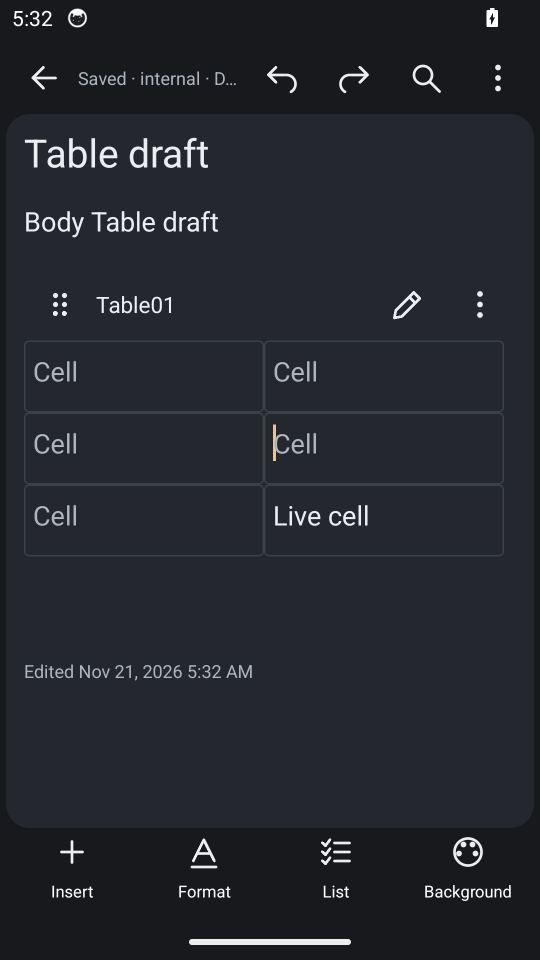 5:32
Saved · internal · D…
Table draft
Body Table draft
Table01
Cell Cell
Cell Cell
Cell Live cell
Edited Nov 21, 2026 5:32 AM
Insert Format List Background